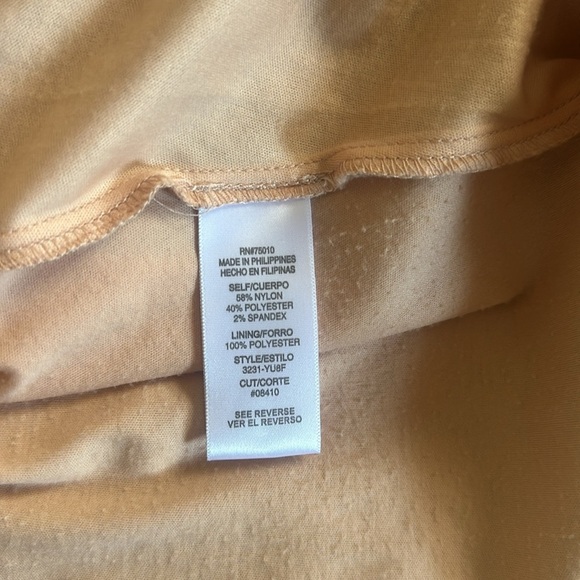 RN#75010
MADE IN PHILIPPINES
HECHO EN FILIPINAS
SELF/CUERPO
58% NYLON
40% POLYESTER
2% SPANDEX
LINING/FORRO
100% POLYESTER
STYLE/ESTILO
3231-YU8F
CUT/CORTE
#08410
SEE REVERSE
VER EL REVERSO